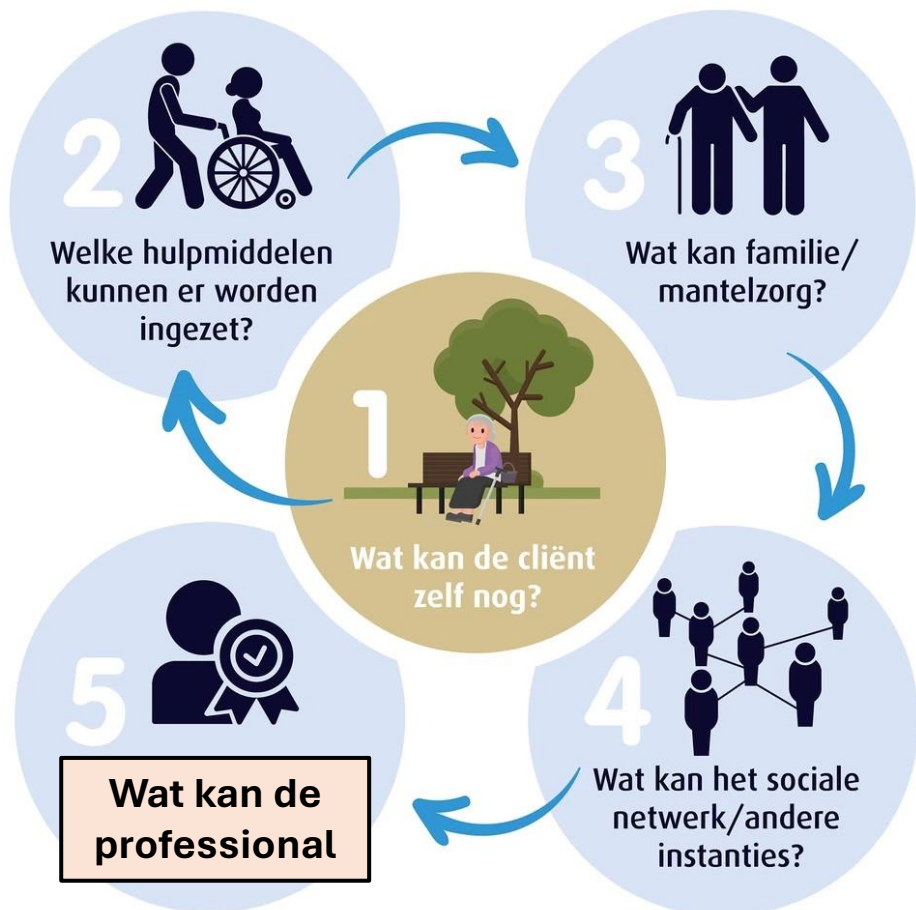 1
Wat kan de cliënt
zelf nog?
2
Welke hulpmiddelen
kunnen er worden
ingezet?
3
Wat kan familie/
mantelzorg?
4
Wat kan het sociale
netwerk/andere
instanties?
5
Wat kan de
professional